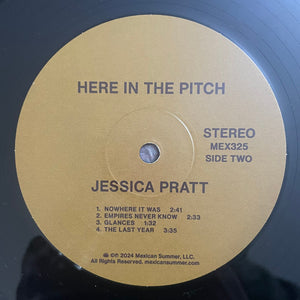 HERE IN THE PITCH
STEREO
MEX325
SIDE TWO
JESSICA PRATT
1. NOWHERE IT WAS 2:41
2. EMPIRES NEVER KNOW 2:33
3. GLANCES 1:32
4. THE LAST YEAR 3:35
℗© 2024 Mexican Summer, LLC.
All Rights Reserved. mexicansummer.com